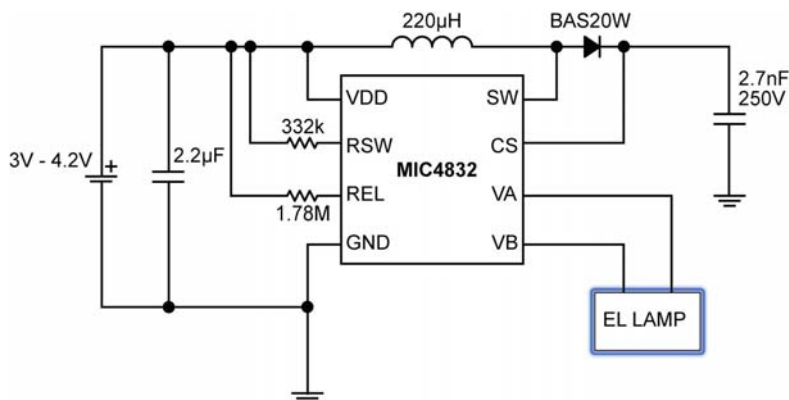 220µH
BAS20W
VDD
SW
2.7nF
250V
332k
3V - 4.2V
+
2.2µF
RSW
CS
MIC4832
REL
VA
1.78M
GND
VB
EL LAMP